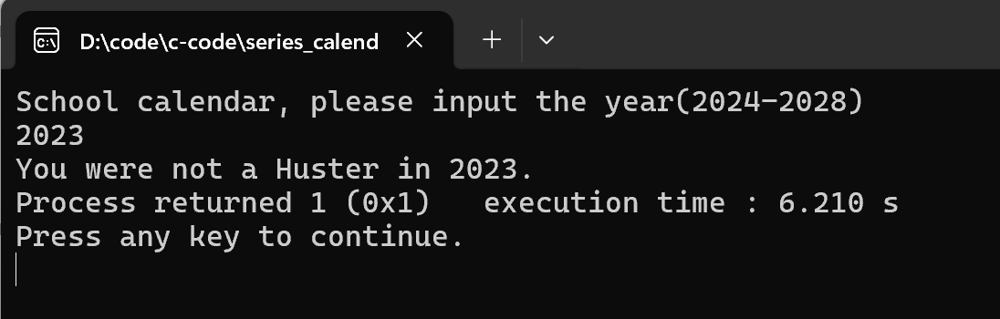 D:\code\c-code\series_calend
School calendar, please input the year(2024-2028)
2023
You were not a Huster in 2023.
Process returned 1 (0x1)   execution time : 6.210 s
Press any key to continue.